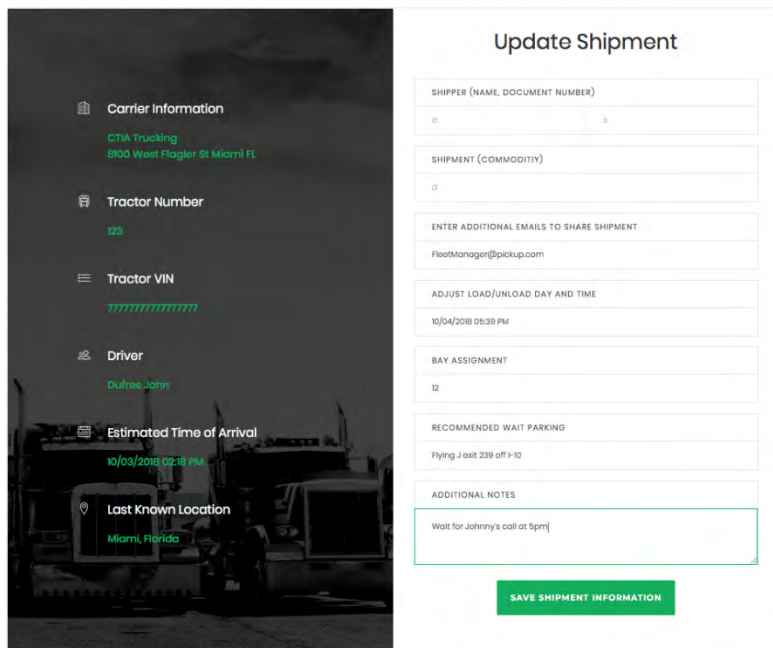 Carrier Information
CTIA Trucking
8100 West Flagler St Miami FL
Tractor Number
123
Tractor VIN
77777777777777777
Driver
Dufres John
Estimated Time of Arrival
10/03/2018 02:18 PM
Last Known Location
Miami, Florida
Update Shipment
SHIPPER (NAME, DOCUMENT NUMBER)
d s
SHIPMENT (COMMODITIY)
d
ENTER ADDITIONAL EMAILS TO SHARE SHIPMENT
FleetManager@pickup.com
ADJUST LOAD/UNLOAD DAY AND TIME
10/04/2018 05:39 PM
BAY ASSIGNMENT
12
RECOMMENDED WAIT PARKING
Flying J exit 239 off I-10
ADDITIONAL NOTES
Wait for Johnny's call at 5pm
SAVE SHIPMENT INFORMATION